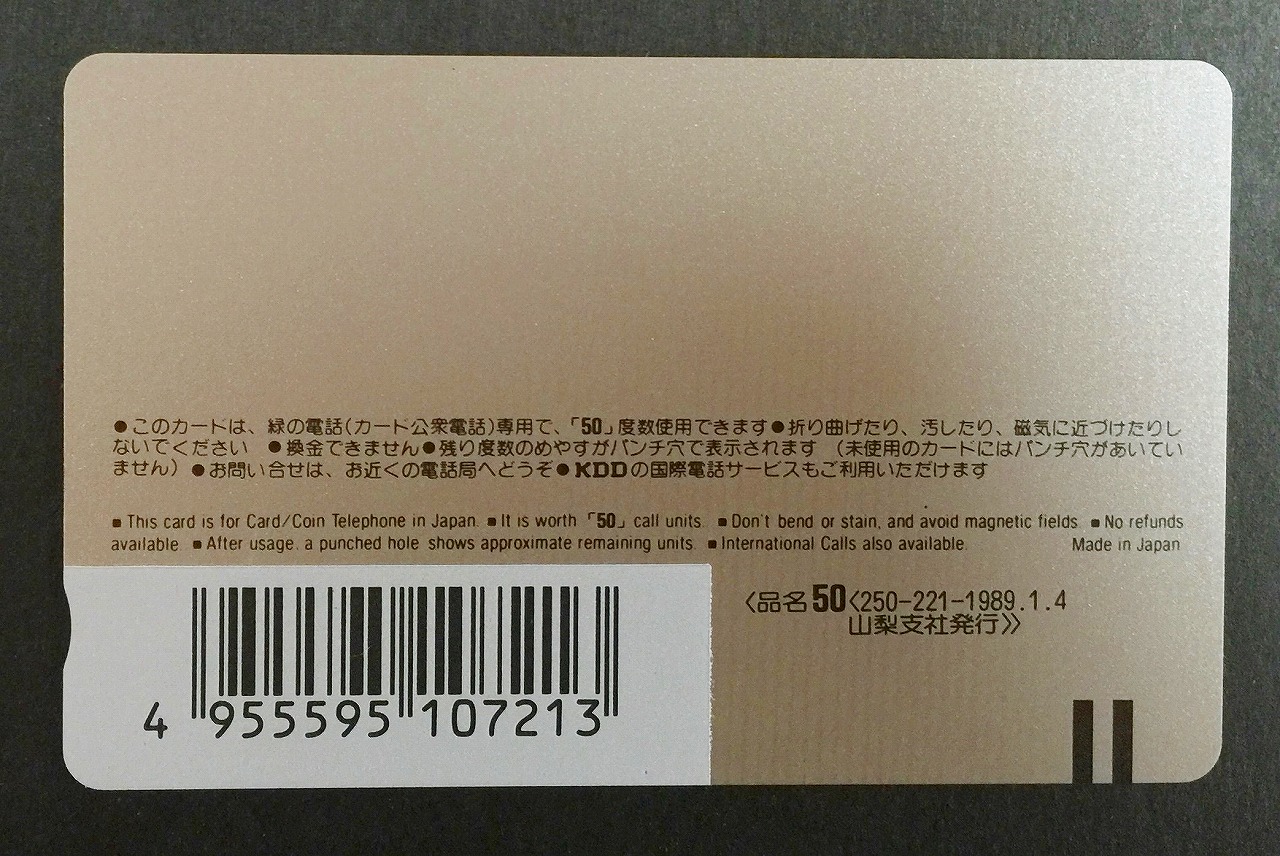 ●このカードは、緑の電話(カード公衆電話)専用で、「50」度数使用できます●折り曲げたり、汚したり、磁気に近づけたりし
ないでください ●換金できません●残り度数のめやすがパンチ穴で表示されます (未使用のカードにはパンチ穴があいてい
ません) ●お問い合せは、お近くの電話局へどうぞ●KDDの国際電話サービスもご利用いただけます
■This card is for Card/Coin Telephone in Japan. ■It is worth 「50」 call units. ■Don't bend or stain, and avoid magnetic fields. ■No refunds
available. ■After usage, a punched hole shows approximate remaining units. ■International Calls also available. Made in Japan
〈品名50〈250-221-1989.1.4
山梨支社発行》
4 955595 107213